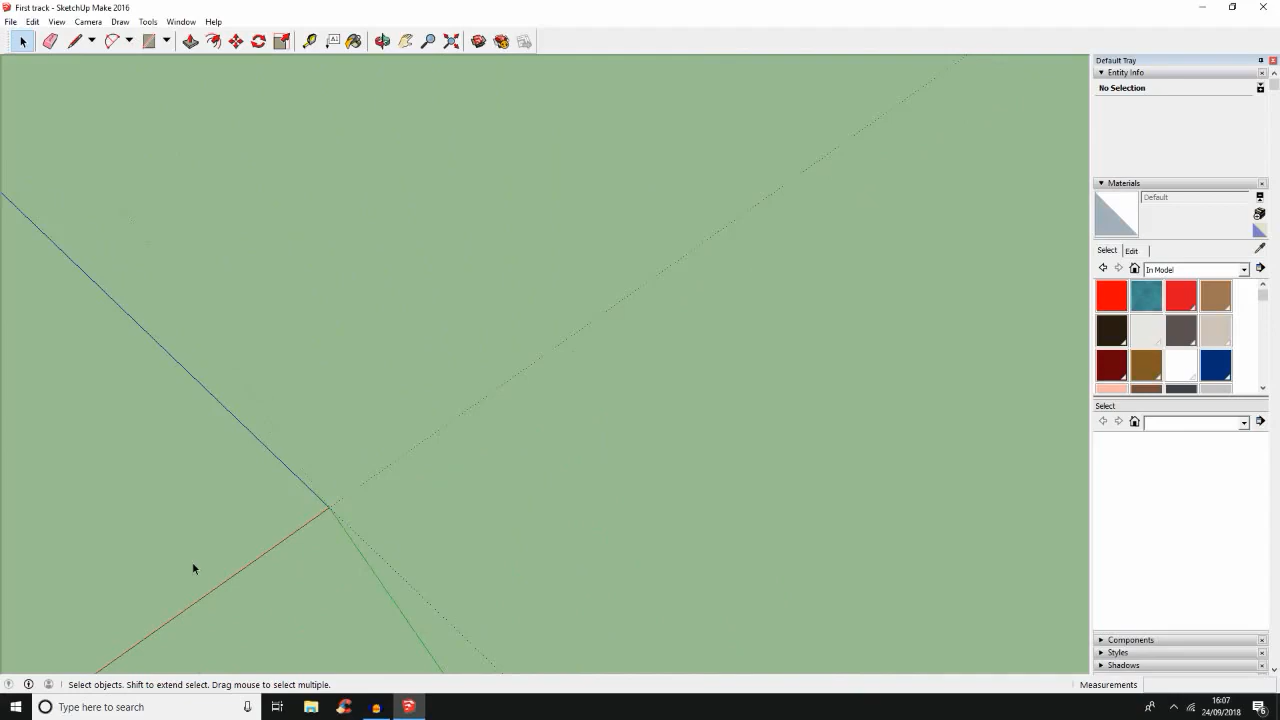 First track - SketchUp Make 2016
File Edit View Camera Draw Tools Window Help
Default Tray
Entity Info
No Selection
Materials
Default
Select Edit
In Model
Select
Components
Styles
Shadows
Select objects. Shift to extend select. Drag mouse to select multiple.
Measurements
Type here to search
16:07
24/09/2018
6